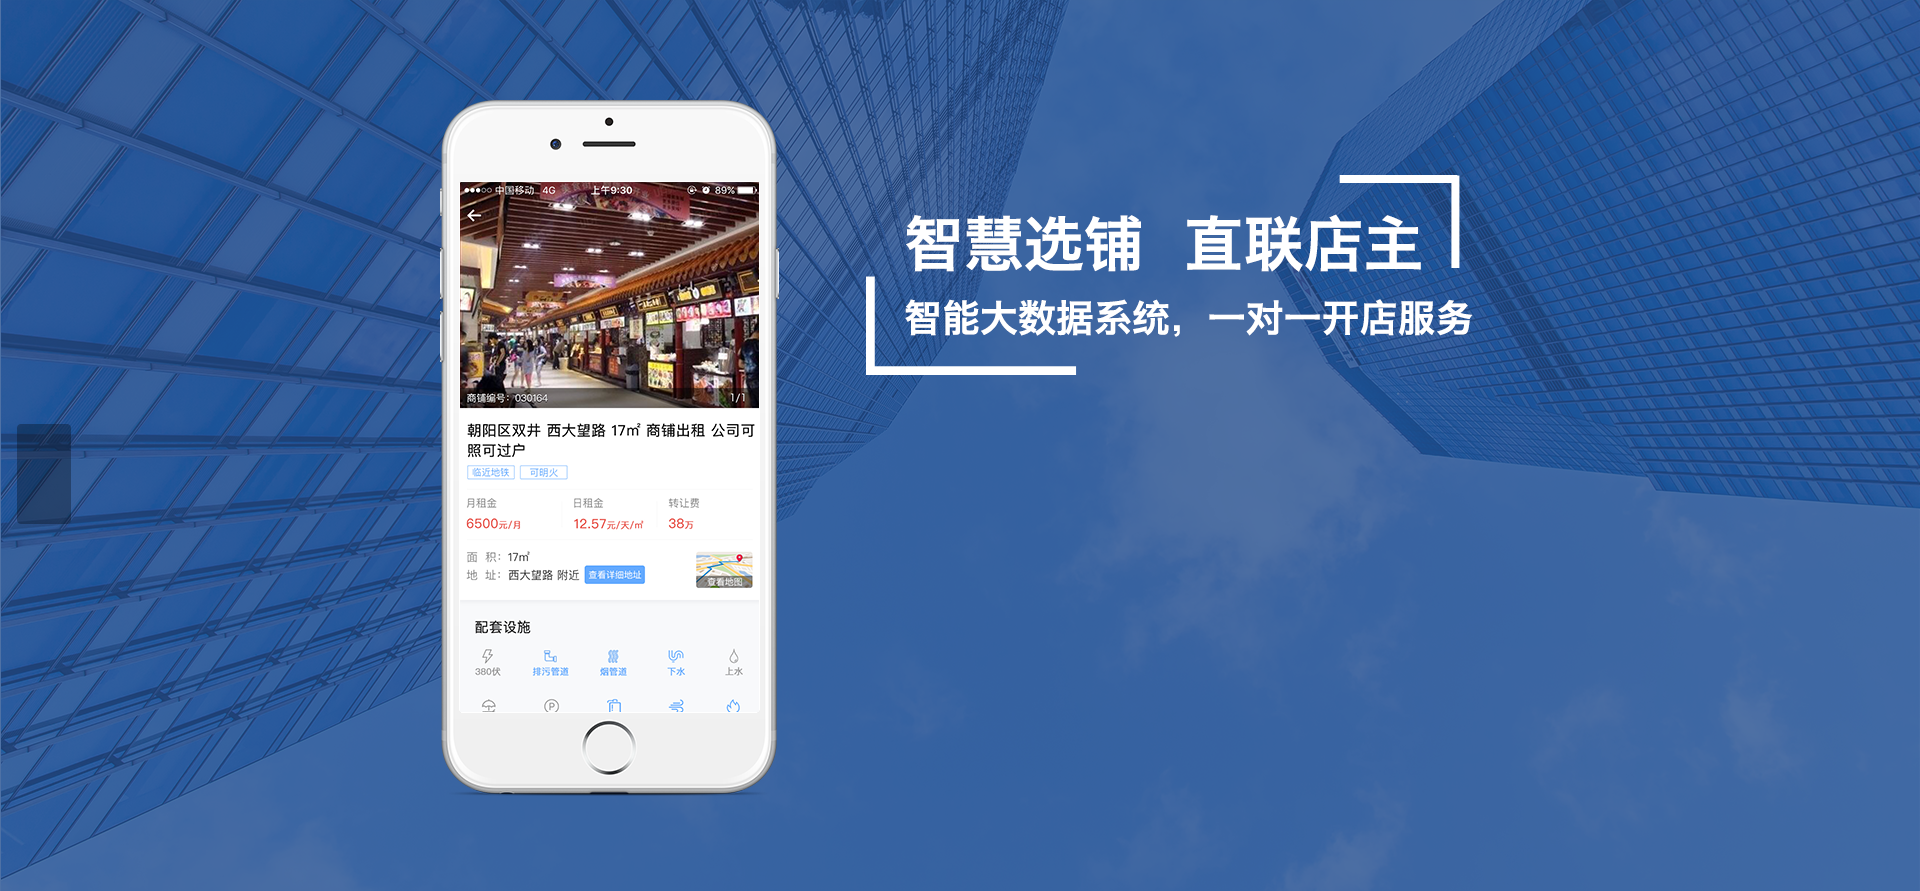 中国移动 4G 上午9:30 89%
商铺编号：030164 1/1
朝阳区双井 西大望路 17㎡ 商铺出租 公司可
照可过户
临近地铁 可明火
月租金 日租金 转让费
6500元/月 12.57元/天/㎡ 38万
面 积：17㎡
地 址：西大望路 附近 查看详细地址
查看地图
配套设施
380伏 排污管道 烟管道 下水 上水
智慧选铺 直联店主
智能大数据系统，一对一开店服务